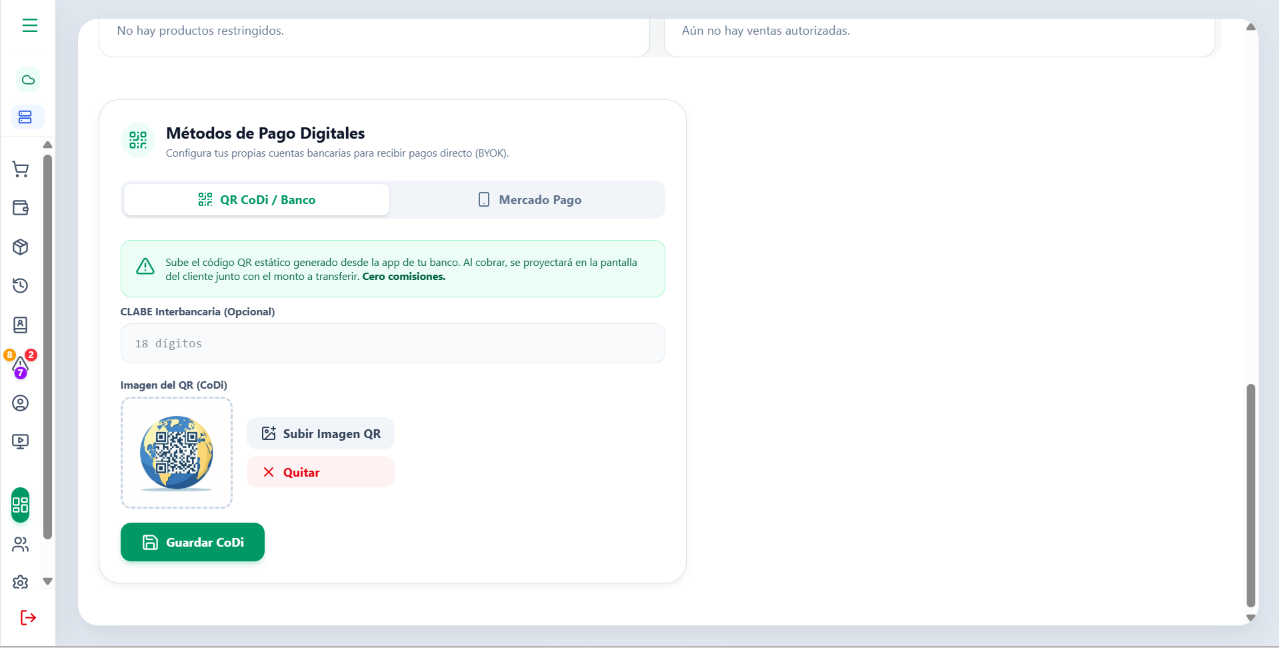 No hay productos restringidos.
Aún no hay ventas autorizadas.
Métodos de Pago Digitales
Configura tus propias cuentas bancarias para recibir pagos directo (BYOK).
QR CoDi / Banco
Mercado Pago
Sube el código QR estático generado desde la app de tu banco. Al cobrar, se proyectará en la pantalla
del cliente junto con el monto a transferir. Cero comisiones.
CLABE Interbancaria (Opcional)
18 dígitos
Imagen del QR (CoDi)
Subir Imagen QR
Quitar
Guardar CoDi
8
2
7